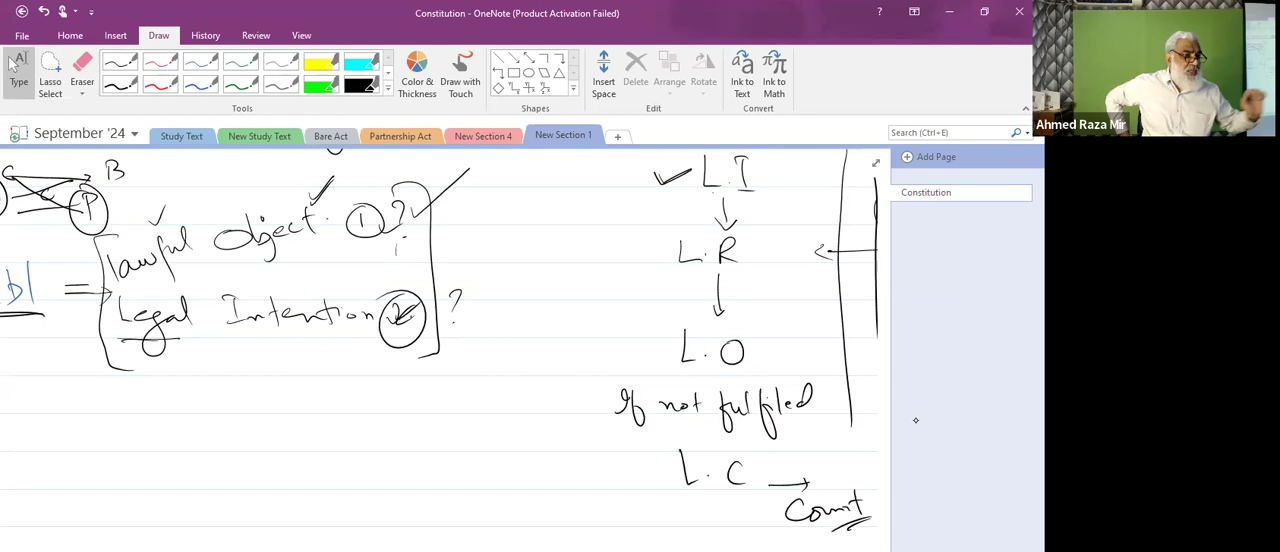 Constitution - OneNote (Product Activation Failed)
?
File Home Insert Draw History Review View
Type
Lasso Select
Eraser
Color & Thickness
Draw with Touch
Insert Space
Delete
Arrange
Rotate
Ink to Text
Ink to Math
Tools
Shapes
Edit
Convert
September '24
Study Text
New Study Text
Bare Act
Partnership Act
New Section 4
New Section 1
Search (Ctrl+E)
Ahmed Raza Mir
Add Page
Constitution
B
P
lawful object. 1 ?
=
Legal Intention 2 ?
L.I
L.R
L.O
If not fulfiled
L.C →
Court